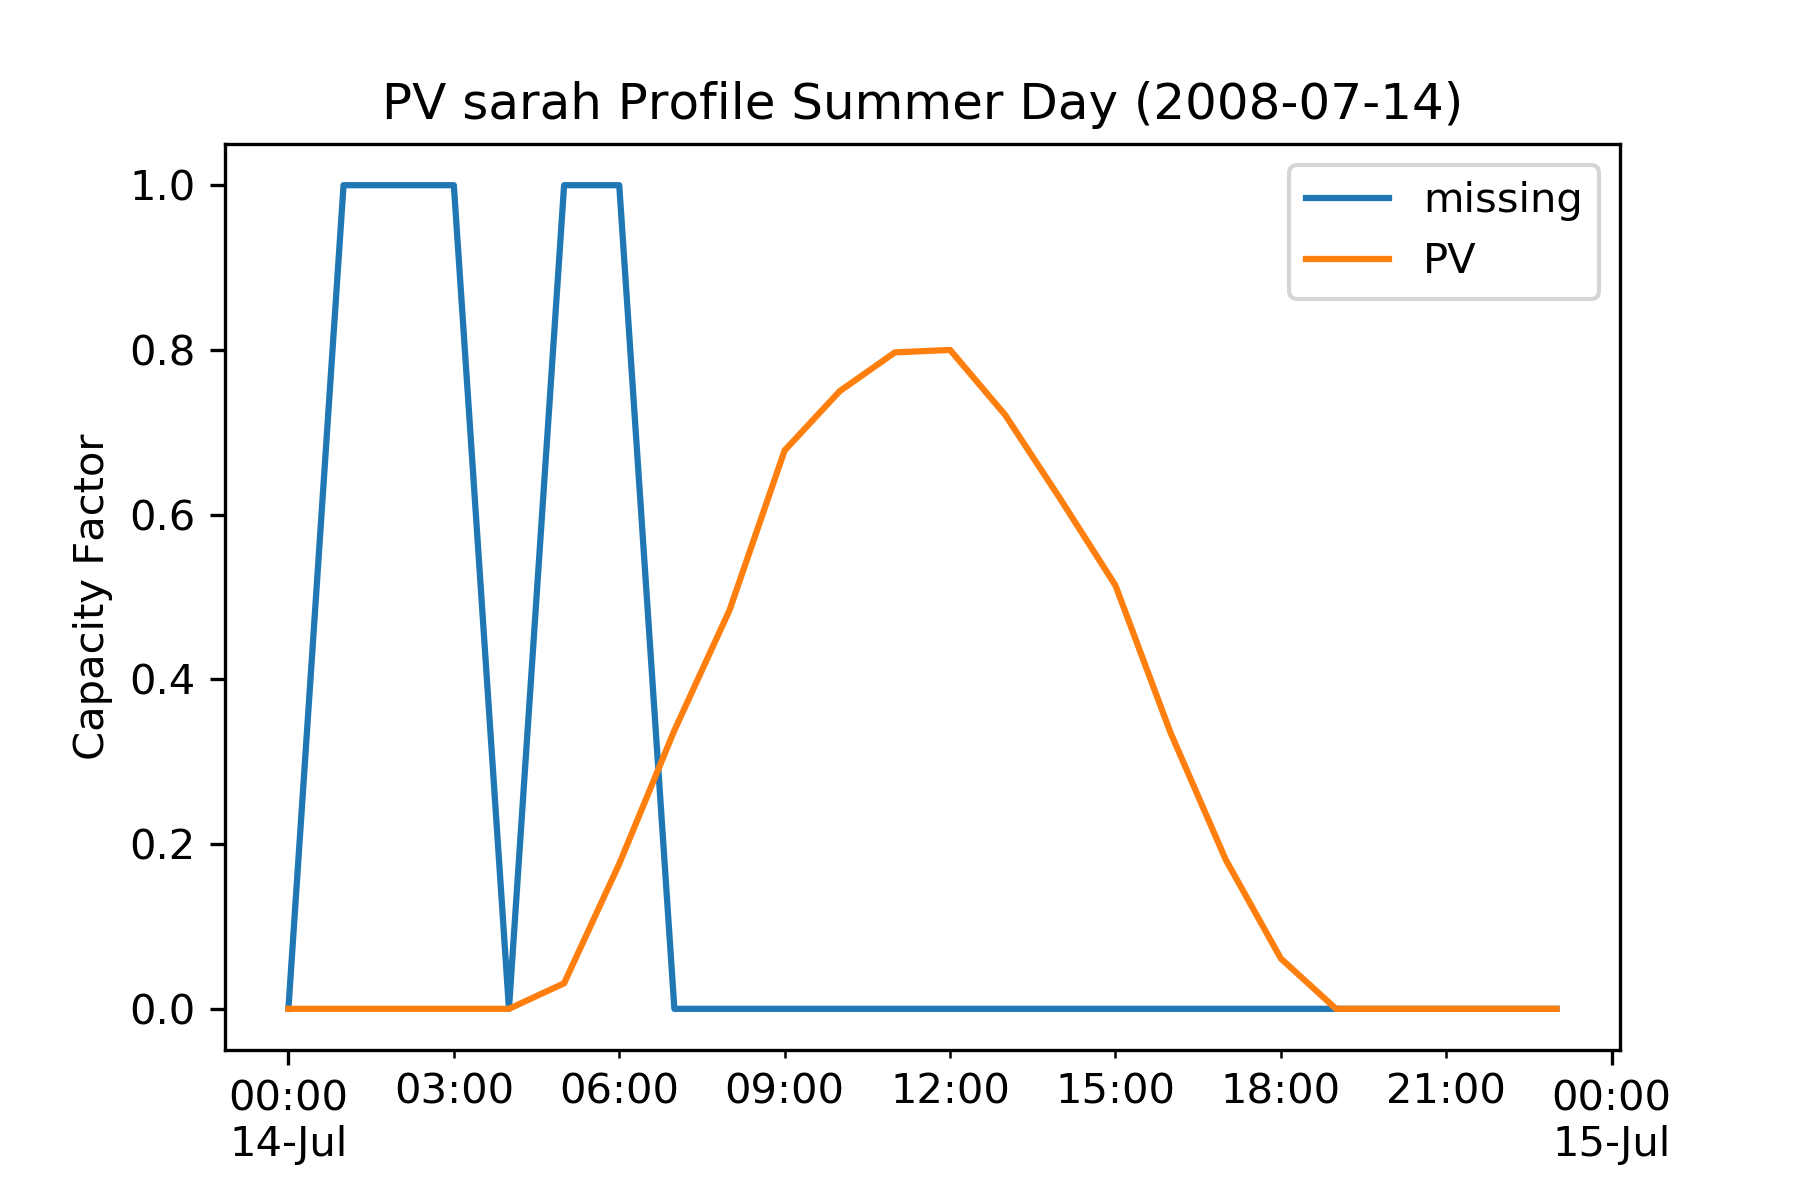 PV sarah Profile Summer Day (2008-07-14)
missing
PV
Capacity Factor
1.0
0.8
0.6
0.4
0.2
0.0
00:00 03:00 06:00 09:00 12:00 15:00 18:00 21:00 00:00
14-Jul 15-Jul